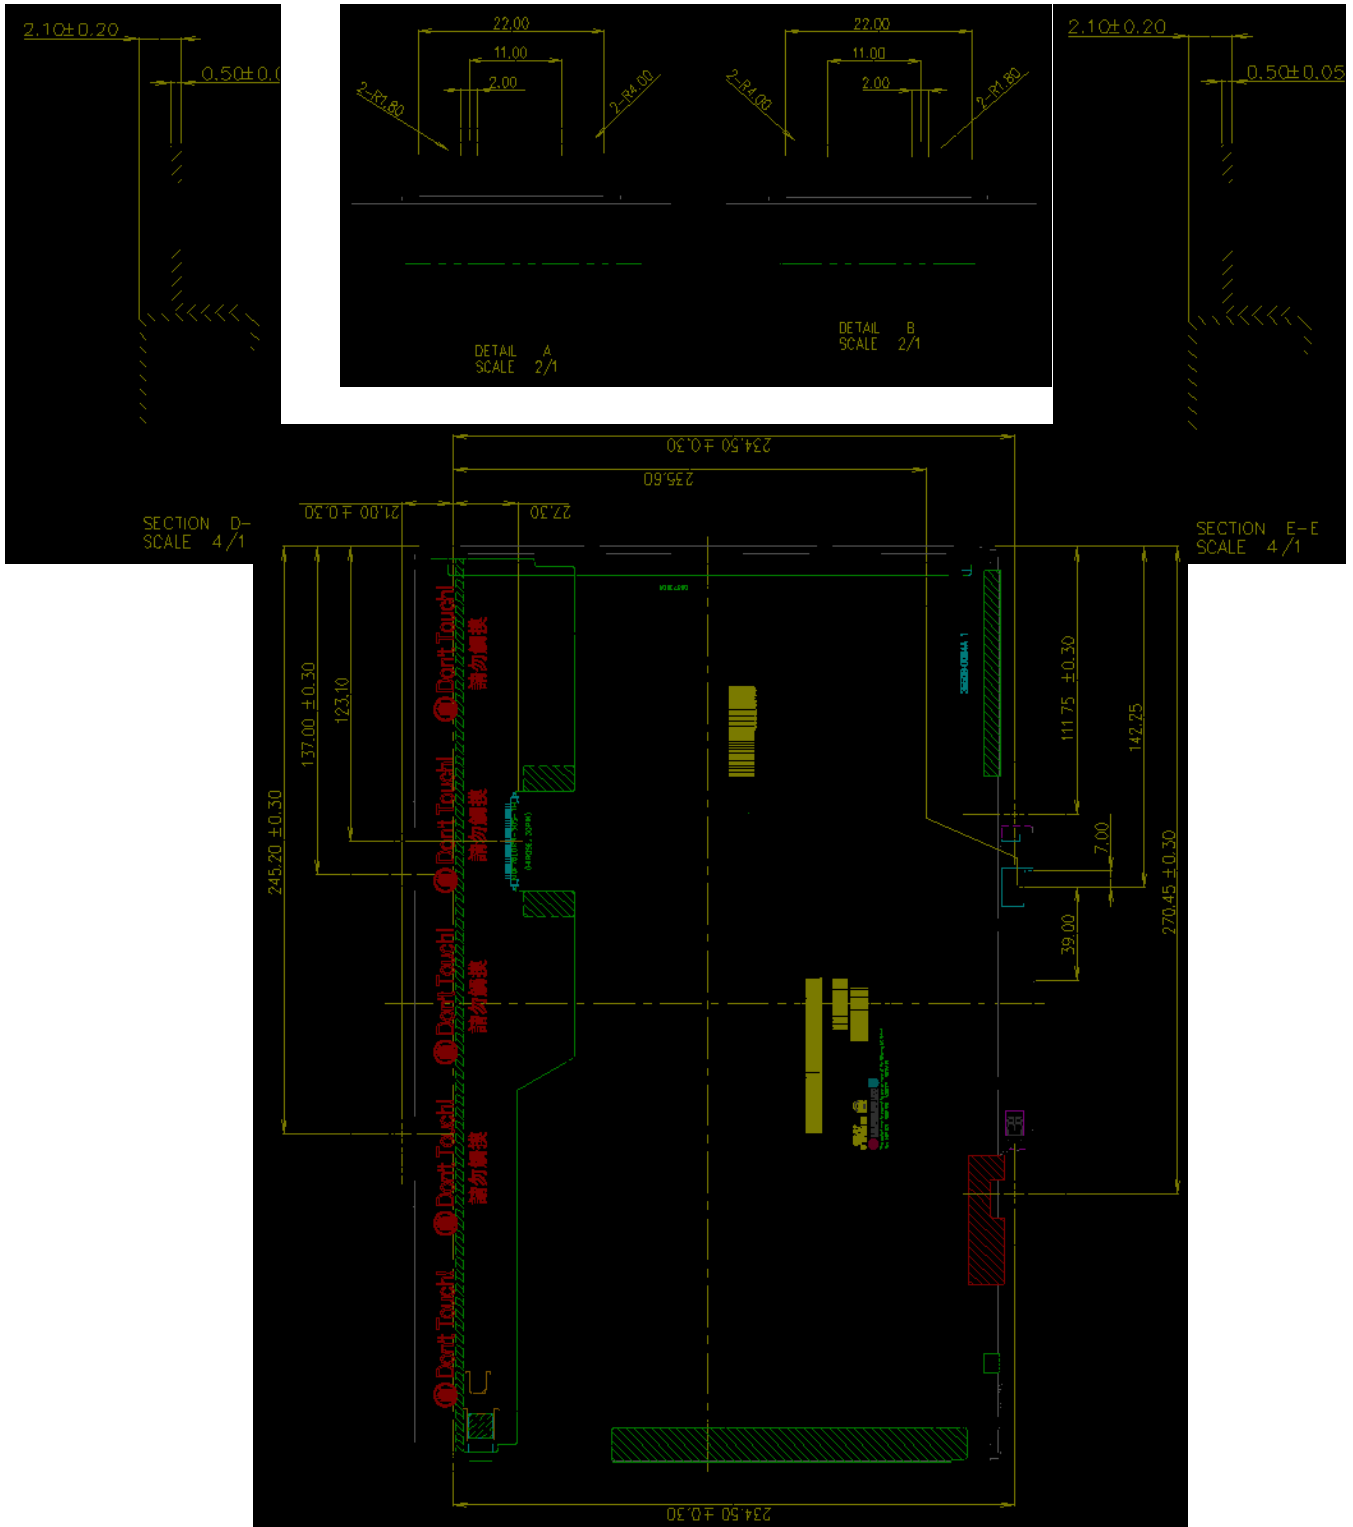 2.10±0.20
0.50±0.0
22.00
11.00
2.00
2-R1.80
2-R4.00
22.00
11.00
2.00
2-R4.00
2-R1.80
2.10±0.20
0.50±0.05
DETAIL A
SCALE 2/1
DETAIL B
SCALE 2/1
SECTION D-
SCALE 4/1
SECTION E-E
SCALE 4/1
234.50 ±0.30
235.60
21.00 ±0.30
27.30
245.20 ±0.30
137.00 ±0.30
123.10
111.75 ±0.30
142.25
7.00
270.45 ±0.30
39.00
Don't Touch!
請勿觸摸
Don't Touch!
請勿觸摸
Don't Touch!
請勿觸摸
Don't Touch!
請勿觸摸
Don't Touch!
234.50 ±0.30